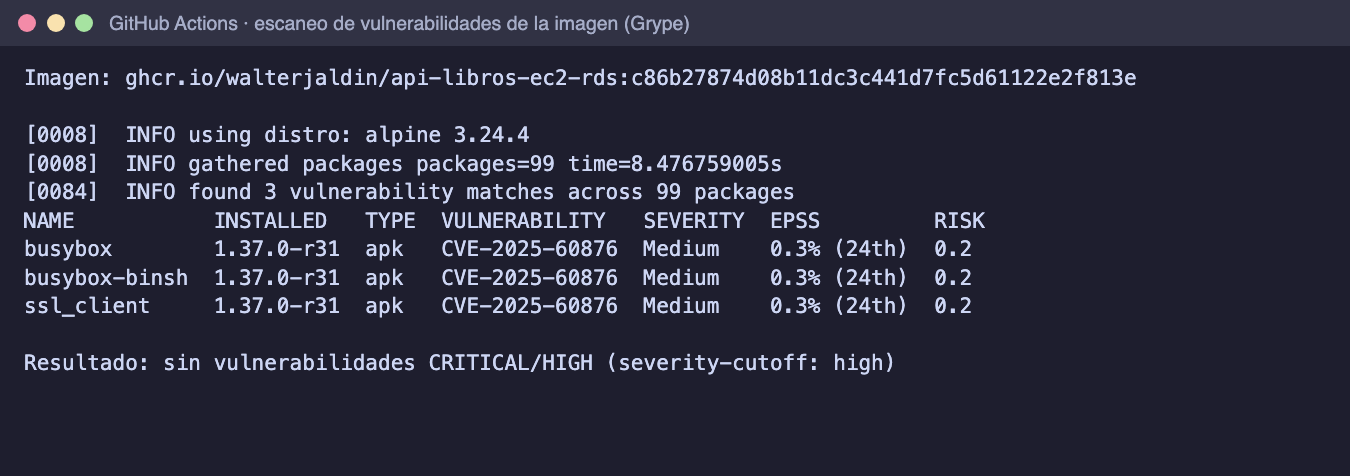 GitHub Actions · escaneo de vulnerabilidades de la imagen (Grype)
Imagen: ghcr.io/walterjaldin/api-libros-ec2-rds:c86b27874d08b11dc3c441d7fc5d61122e2f813e
[0008]  INFO using distro: alpine 3.24.4
[0008]  INFO gathered packages packages=99 time=8.476759005s
[0084]  INFO found 3 vulnerability matches across 99 packages
NAME           INSTALLED   TYPE  VULNERABILITY   SEVERITY  EPSS         RISK
busybox        1.37.0-r31  apk   CVE-2025-60876  Medium    0.3% (24th)  0.2
busybox-binsh  1.37.0-r31  apk   CVE-2025-60876  Medium    0.3% (24th)  0.2
ssl_client     1.37.0-r31  apk   CVE-2025-60876  Medium    0.3% (24th)  0.2
Resultado: sin vulnerabilidades CRITICAL/HIGH (severity-cutoff: high)